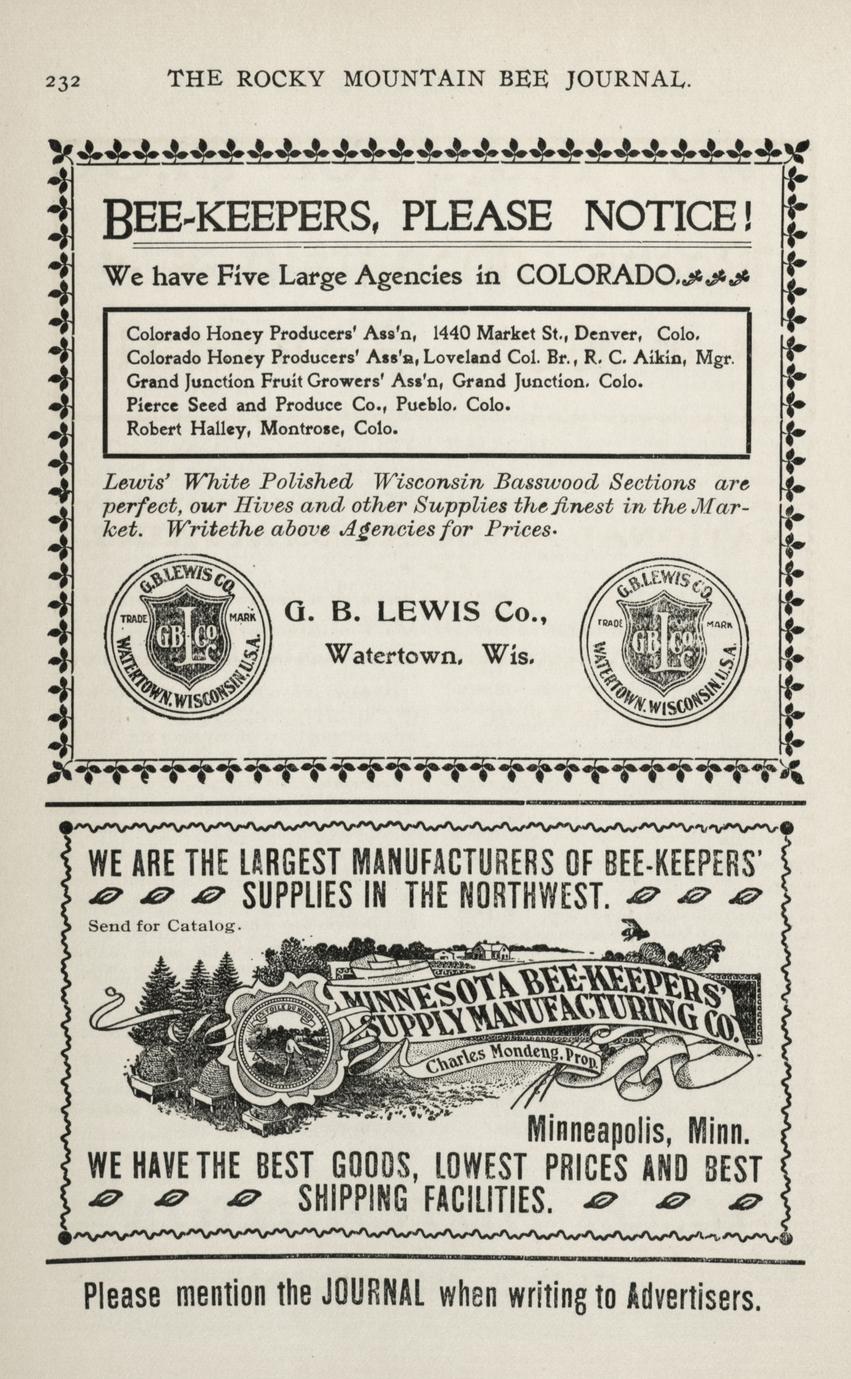 232
THE ROCKY MOUNTAIN BEE JOURNAL.
BEE-KEEPERS, PLEASE NOTICE!
We have Five Large Agencies in COLORADO.
Colorado Honey Producers' Ass'n, 1440 Market St., Denver, Colo.
Colorado Honey Producers' Ass'n, Loveland Col. Br., R. C. Aikin, Mgr.
Grand Junction Fruit Growers' Ass'n, Grand Junction. Colo.
Pierce Seed and Produce Co., Pueblo. Colo.
Robert Halley, Montrose, Colo.
Lewis' White Polished Wisconsin Basswood Sections are
perfect, our Hives and other Supplies the finest in the Mar-
ket. Writethe above Agencies for Prices.
G.B. LEWIS CO.
TRADE MARK
G B L Co
WATERTOWN. WISCONSIN. U.S.A.
G. B. LEWIS Co.,
Watertown. Wis.
G.B. LEWIS CO.
TRADE MARK
G B L Co
WATERTOWN. WISCONSIN. U.S.A.
WE ARE THE LARGEST MANUFACTURERS OF BEE-KEEPERS'
SUPPLIES IN THE NORTHWEST.
Send for Catalog.
MINNESOTA BEE-KEEPERS'
SUPPLY MANUFACTURING CO.
Charles Mondeng, Prop.
Minneapolis, Minn.
WE HAVE THE BEST GOODS, LOWEST PRICES AND BEST
SHIPPING FACILITIES.
Please mention the JOURNAL when writing to Advertisers.